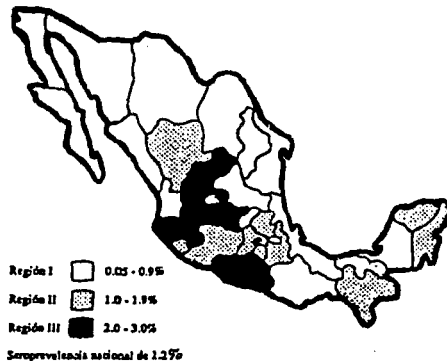 Región I 0.05 - 0.9%
Región II 1.0 - 1.9%
Región III 2.0 - 3.0%
Seroprevalencia nacional de 1.2%